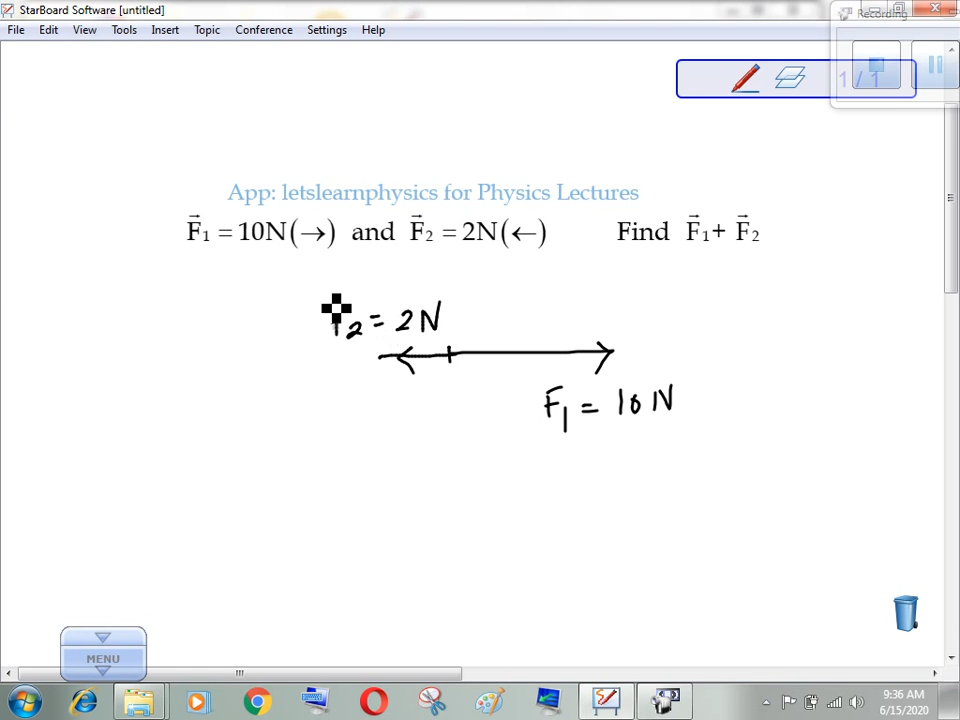 StarBoard Software [untitled]
Recording
File Edit View Tools Insert Topic Conference Settings Help
1 / 1
App: letslearnphysics for Physics Lectures
F⃗₁ = 10N(→) and F⃗₂ = 2N(←) Find F⃗₁+ F⃗₂
F₂ = 2N
F₁ = 10 N
MENU
9:36 AM
6/15/2020